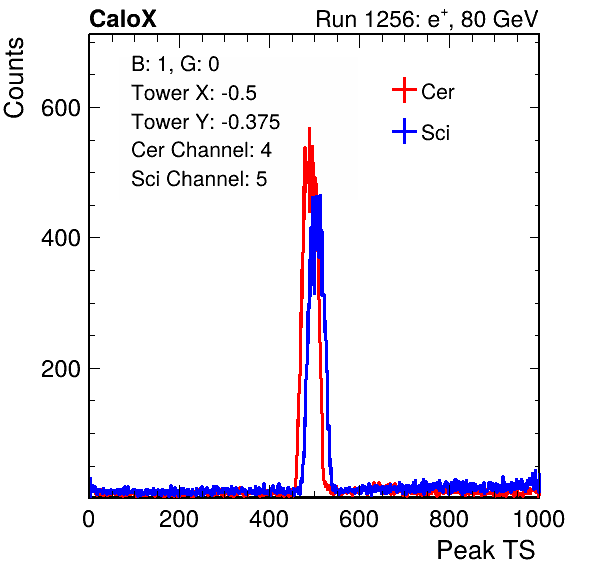 CaloX Run 1256: e⁺, 80 GeV
Counts
B: 1, G: 0
Tower X: -0.5
Tower Y: -0.375
Cer Channel: 4
Sci Channel: 5
Cer
Sci
600
400
200
0 200 400 600 800 1000
Peak TS